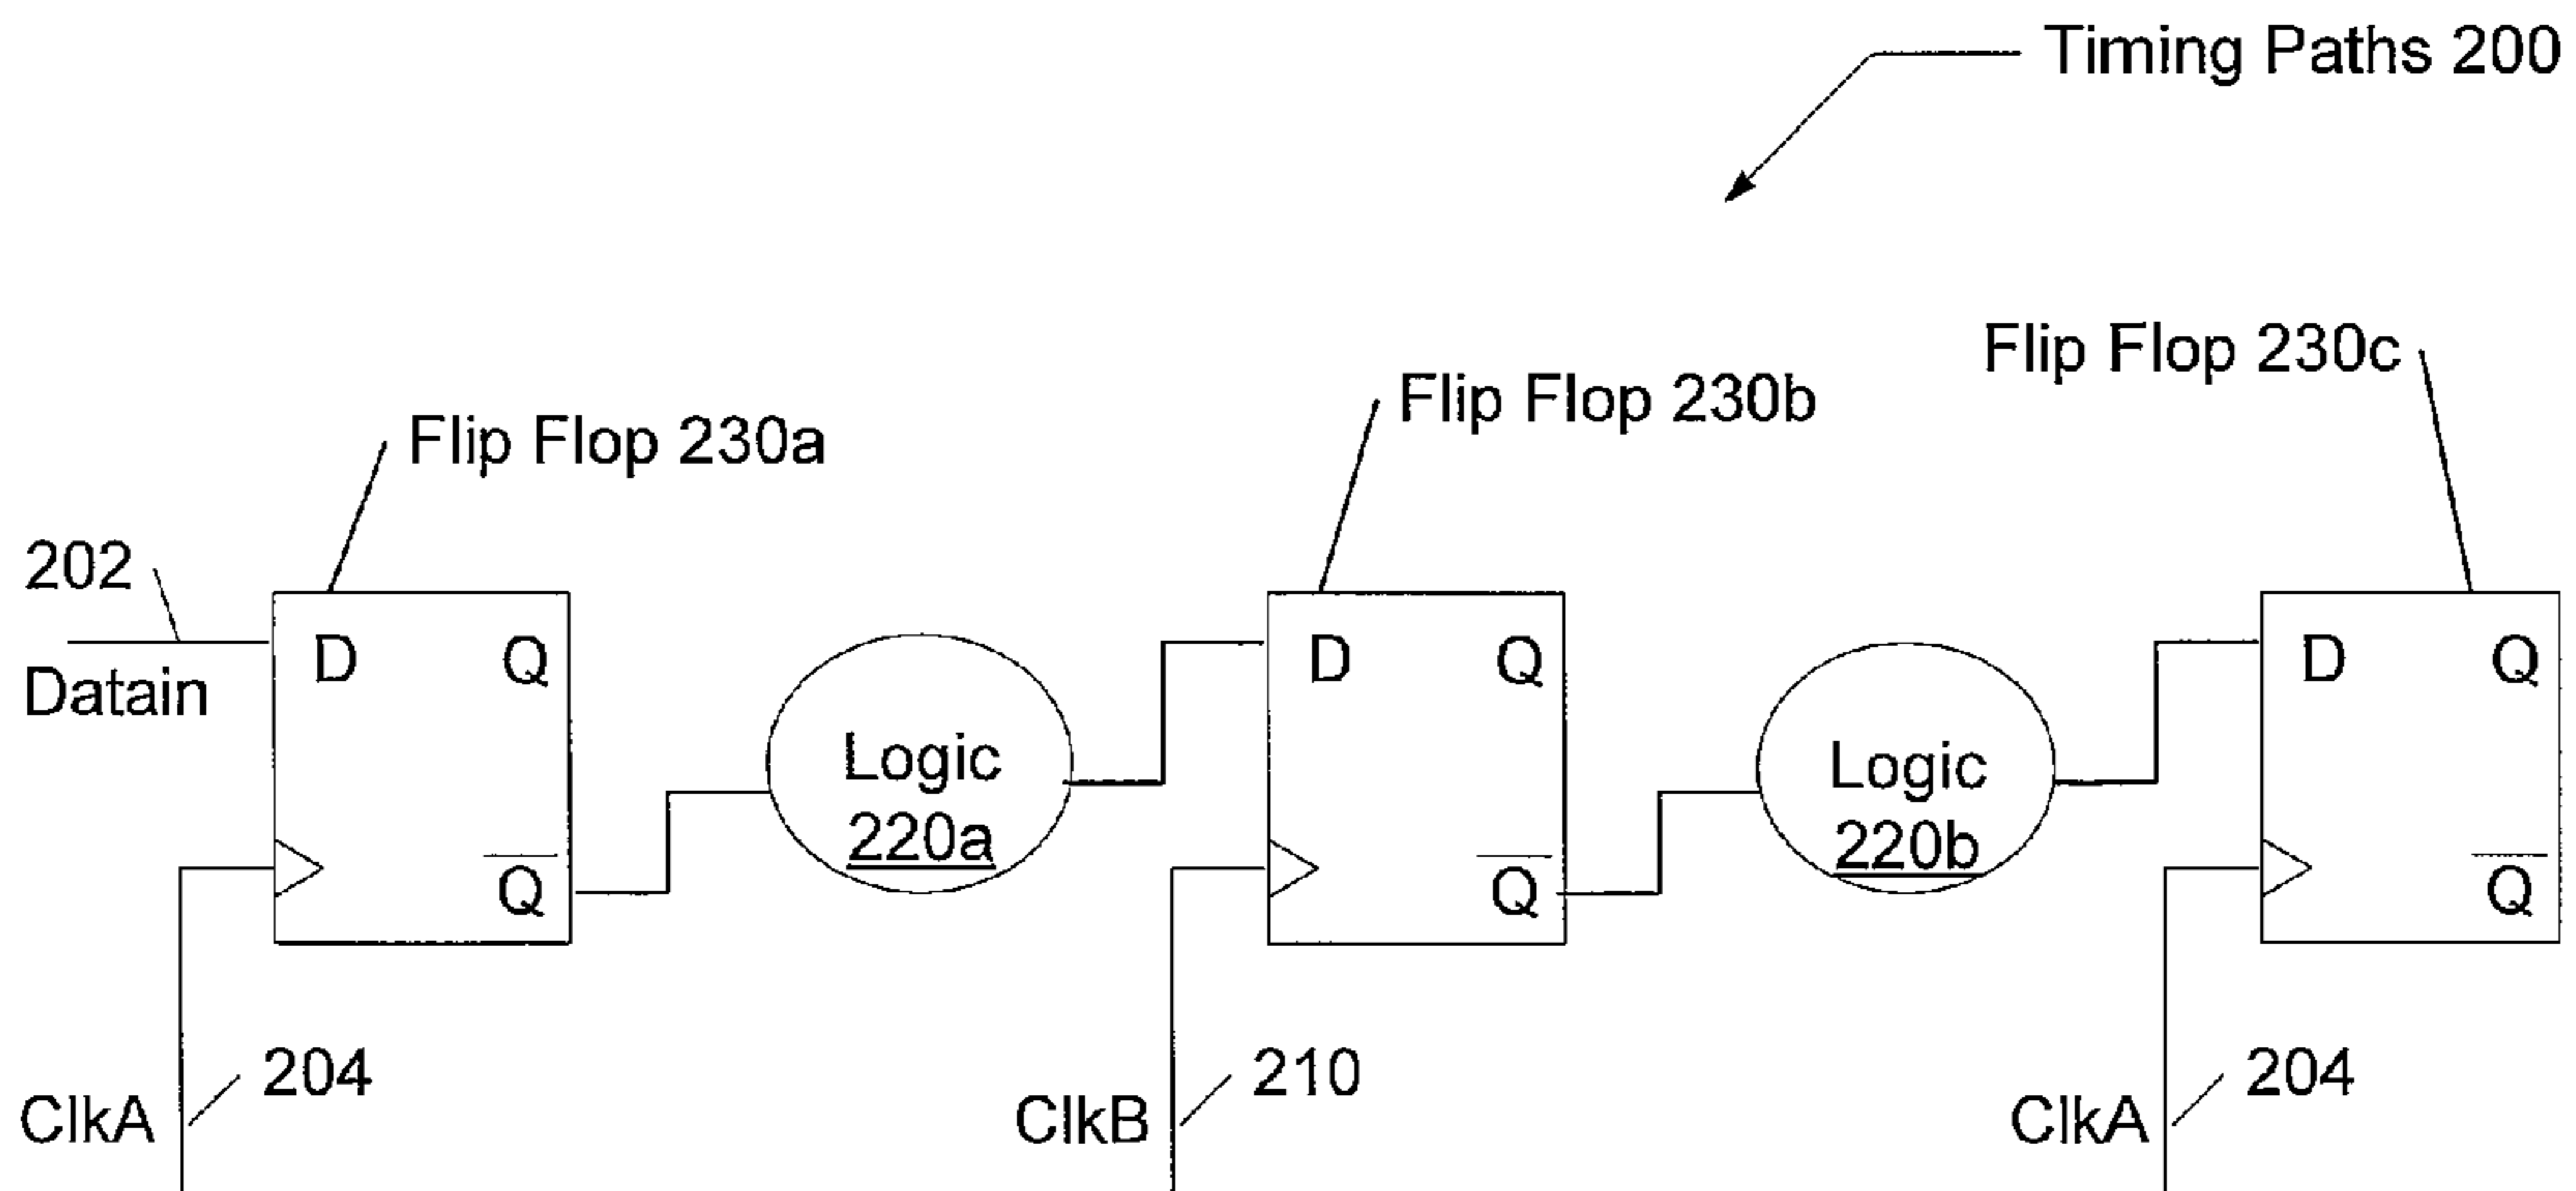 Timing Paths 200
Flip Flop 230a
Flip Flop 230b
Flip Flop 230c
202
Datain
D Q
Q̅
ClkA
204
Logic
220a
D Q
Q̅
ClkB
210
Logic
220b
D Q
Q̅
ClkA
204